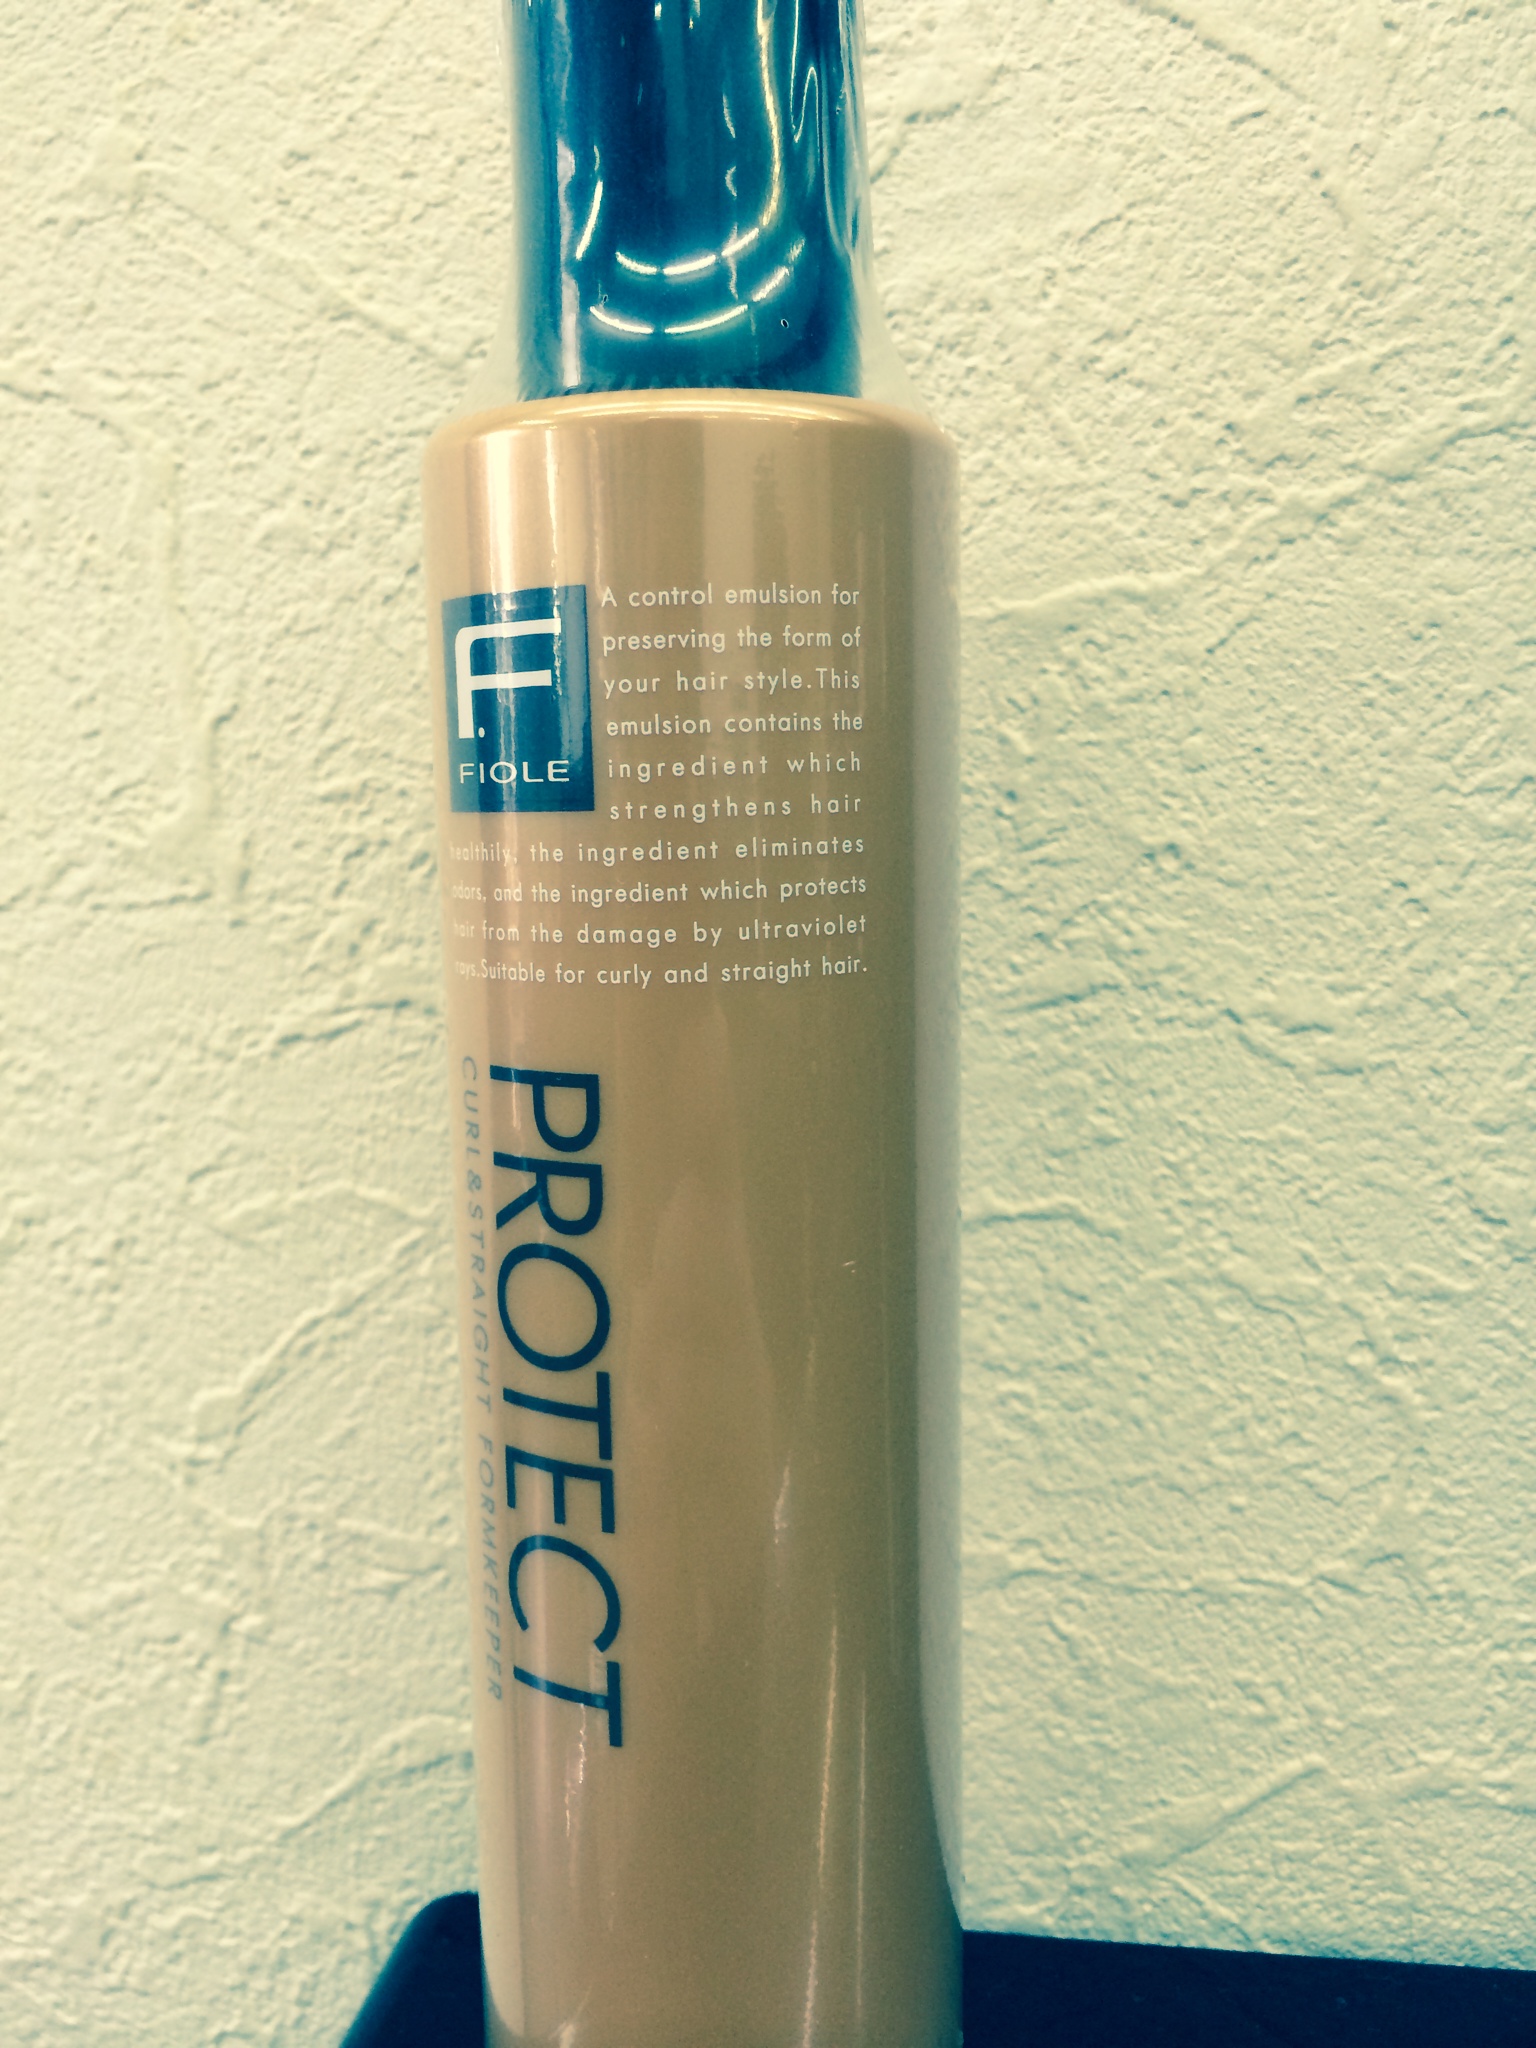 F.
FIOLE
A control emulsion for
preserving the form of
your hair style.This
emulsion contains the
ingredient which
strengthens hair
healthily, the ingredient eliminates
odors, and the ingredient which protects
hair from the damage by ultraviolet
rays.Suitable for curly and straight hair.
PROTECT
CURL&STRAIGHT FORMKEEPER